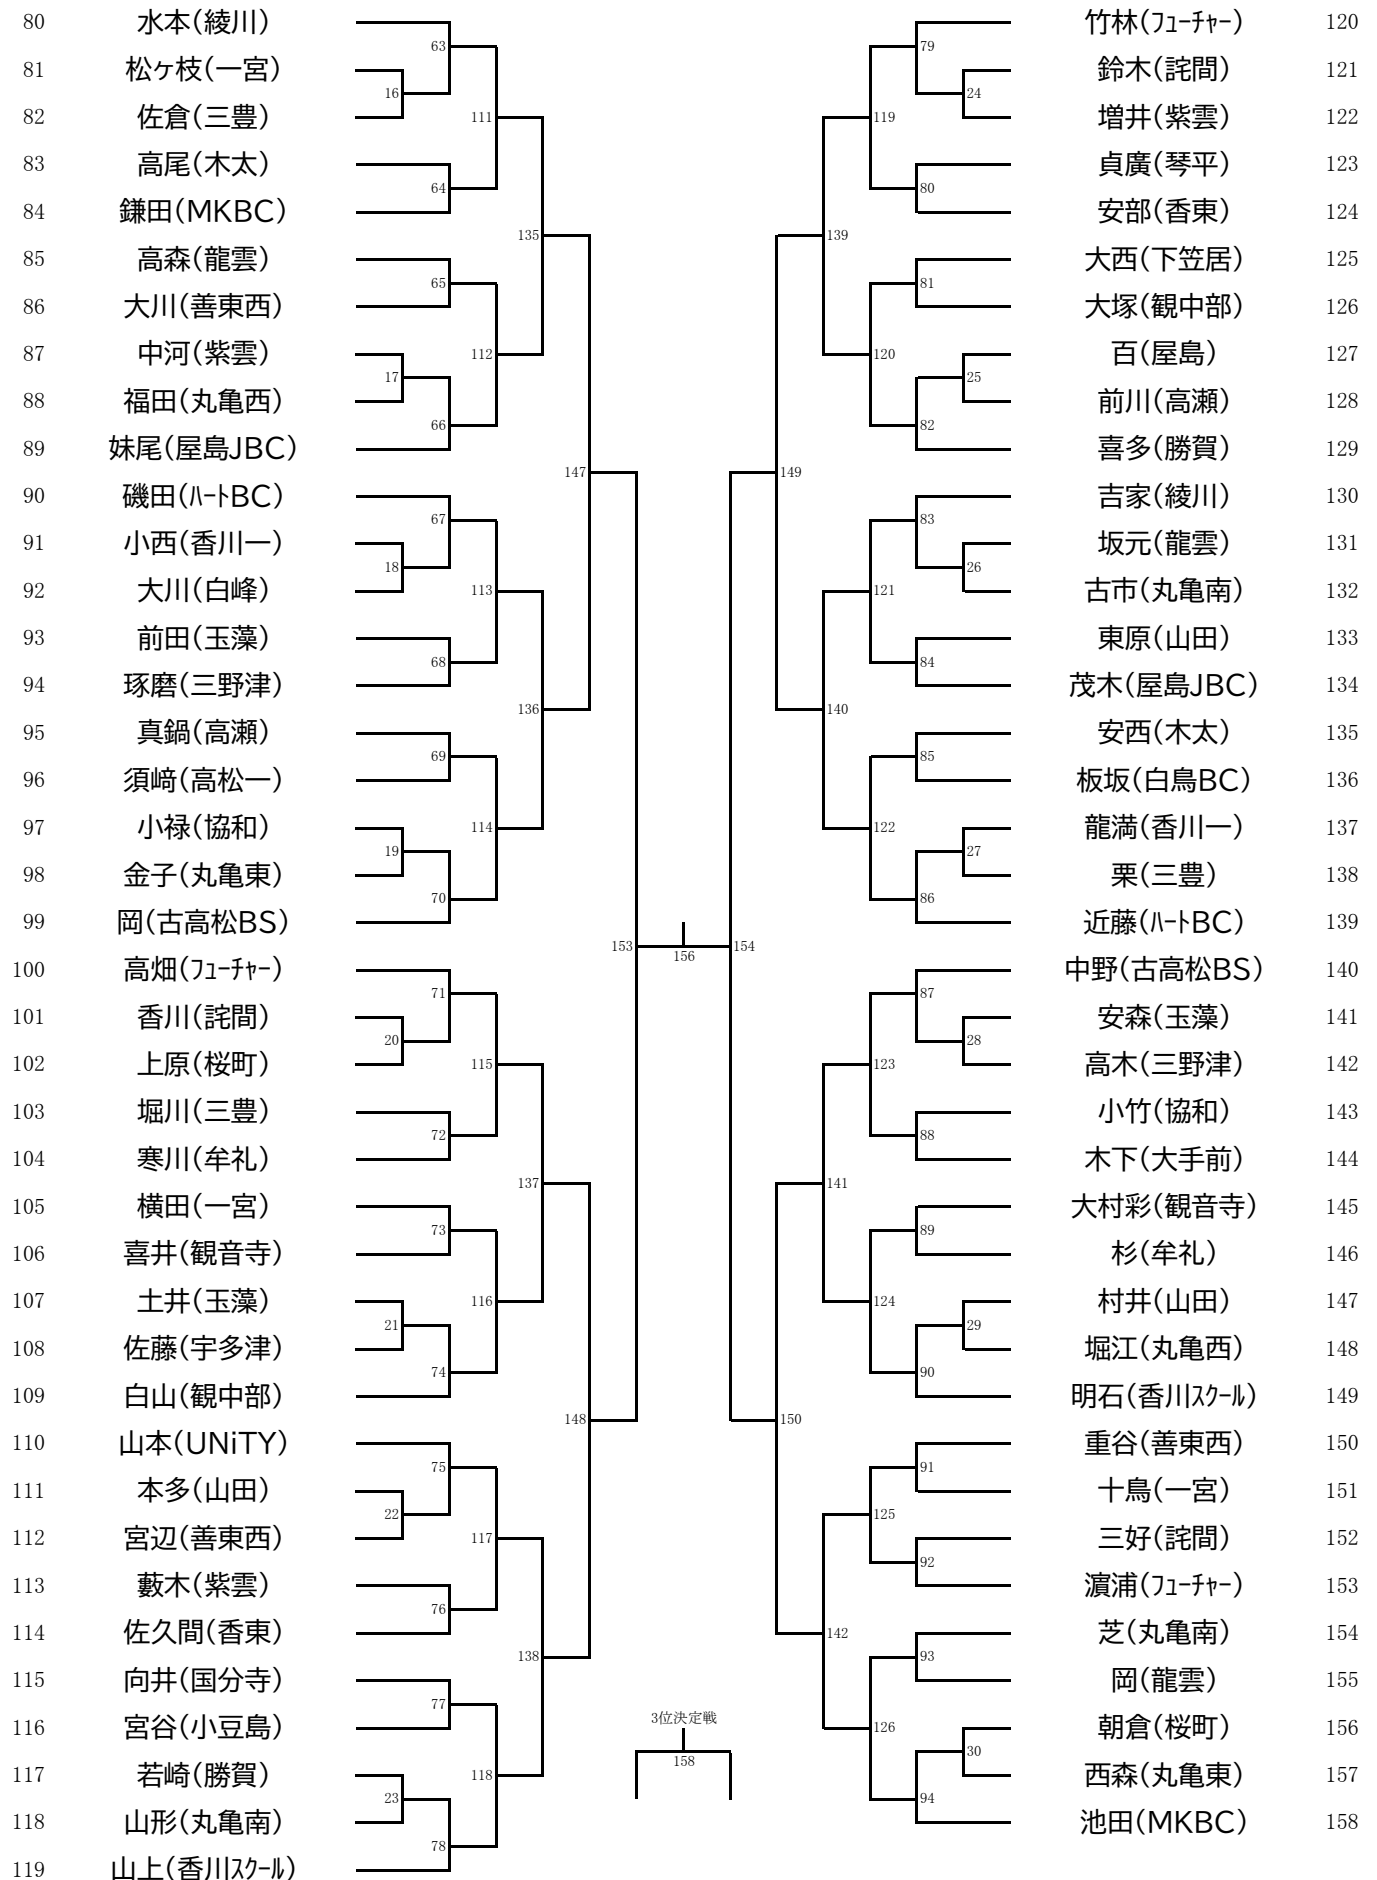 80 水本(綾川) 63 79 竹林(ﾌｭｰﾁｬｰ) 120
81 松ヶ枝(一宮) 鈴木(詫間) 121
16 24
82 佐倉(三豊) 111 119 増井(紫雲) 122
83 高尾(木太) 貞廣(琴平) 123
64 80
84 鎌田(MKBC) 安部(香東) 124
135 139
85 高森(龍雲) 大西(下笠居) 125
65 81
86 大川(善東西) 大塚(観中部) 126
87 中河(紫雲) 112 120 百(屋島) 127
17 25
88 福田(丸亀西) 前川(高瀬) 128
66 82
89 妹尾(屋島JBC) 喜多(勝賀) 129
147 149
90 磯田(ﾊｰﾄBC) 吉家(綾川) 130
67 83
91 小西(香川一) 坂元(龍雲) 131
18 26
92 大川(白峰) 113 121 古市(丸亀南) 132
93 前田(玉藻) 東原(山田) 133
68 84
94 琢磨(三野津) 茂木(屋島JBC) 134
136 140
95 真鍋(高瀬) 安西(木太) 135
69 85
96 須﨑(高松一) 板坂(白鳥BC) 136
97 小禄(協和) 114 122 龍満(香川一) 137
19 27
98 金子(丸亀東) 栗(三豊) 138
70 86
99 岡(古高松BS) 近藤(ﾊｰﾄBC) 139
153 156 154
100 高畑(ﾌｭｰﾁｬｰ) 中野(古高松BS) 140
71 87
101 香川(詫間) 安森(玉藻) 141
20 28
102 上原(桜町) 115 123 高木(三野津) 142
103 堀川(三豊) 小竹(協和) 143
72 88
104 寒川(牟礼) 木下(大手前) 144
137 141
105 横田(一宮) 大村彩(観音寺) 145
73 89
106 喜井(観音寺) 杉(牟礼) 146
107 土井(玉藻) 116 124 村井(山田) 147
21 29
108 佐藤(宇多津) 堀江(丸亀西) 148
74 90
109 白山(観中部) 明石(香川ｽｸｰﾙ) 149
148 150
110 山本(UNiTY) 重谷(善東西) 150
75 91
111 本多(山田) 十鳥(一宮) 151
22 125
112 宮辺(善東西) 117 三好(詫間) 152
92
113 藪木(紫雲) 濵浦(ﾌｭｰﾁｬｰ) 153
76
114 佐久間(香東) 142 芝(丸亀南) 154
138 93
115 向井(国分寺) 岡(龍雲) 155
77
3位決定戦
116 宮谷(小豆島) 126 朝倉(桜町) 156
158 30
117 若崎(勝賀) 118 西森(丸亀東) 157
23 94
118 山形(丸亀南) 池田(MKBC) 158
78
119 山上(香川ｽｸｰﾙ)